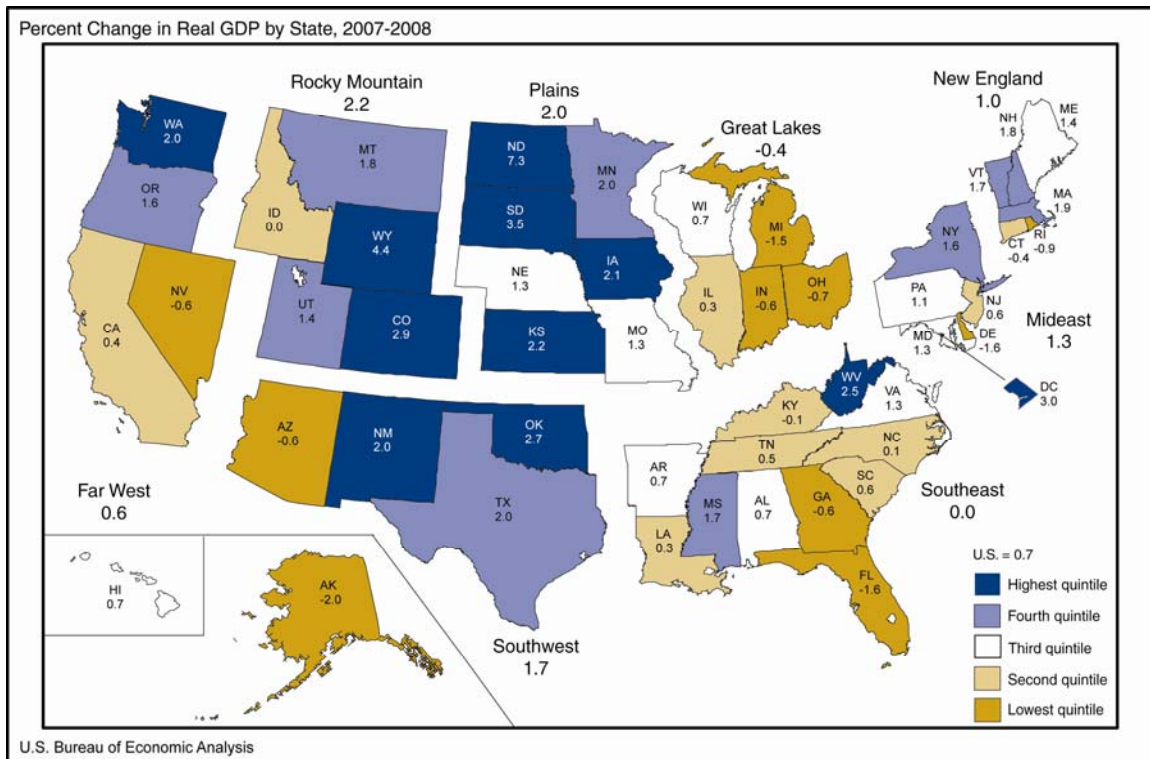 Percent Change in Real GDP by State, 2007-2008
Rocky Mountain
2.2
Plains
2.0
New England
1.0
Great Lakes
-0.4
WA
2.0
OR
1.6
CA
0.4
NV
-0.6
ID
0.0
MT
1.8
WY
4.4
UT
1.4
CO
2.9
ND
7.3
SD
3.5
NE
1.3
KS
2.2
MN
2.0
IA
2.1
MO
1.3
WI
0.7
IL
0.3
MI
-1.5
IN
-0.6
OH
-0.7
ME
1.4
NH
1.8
VT
1.7
MA
1.9
RI
-0.9
CT
-0.4
NY
1.6
PA
1.1
NJ
0.6
DE
-1.6
MD
1.3
DC
3.0
Mideast
1.3
AZ
-0.6
NM
2.0
OK
2.7
TX
2.0
Southwest
1.7
WV
2.5
VA
1.3
KY
-0.1
TN
0.5
NC
0.1
SC
0.6
AR
0.7
LA
0.3
MS
1.7
AL
0.7
GA
-0.6
FL
-1.6
Southeast
0.0
Far West
0.6
HI
0.7
AK
-2.0
U.S. = 0.7
Highest quintile
Fourth quintile
Third quintile
Second quintile
Lowest quintile
U.S. Bureau of Economic Analysis